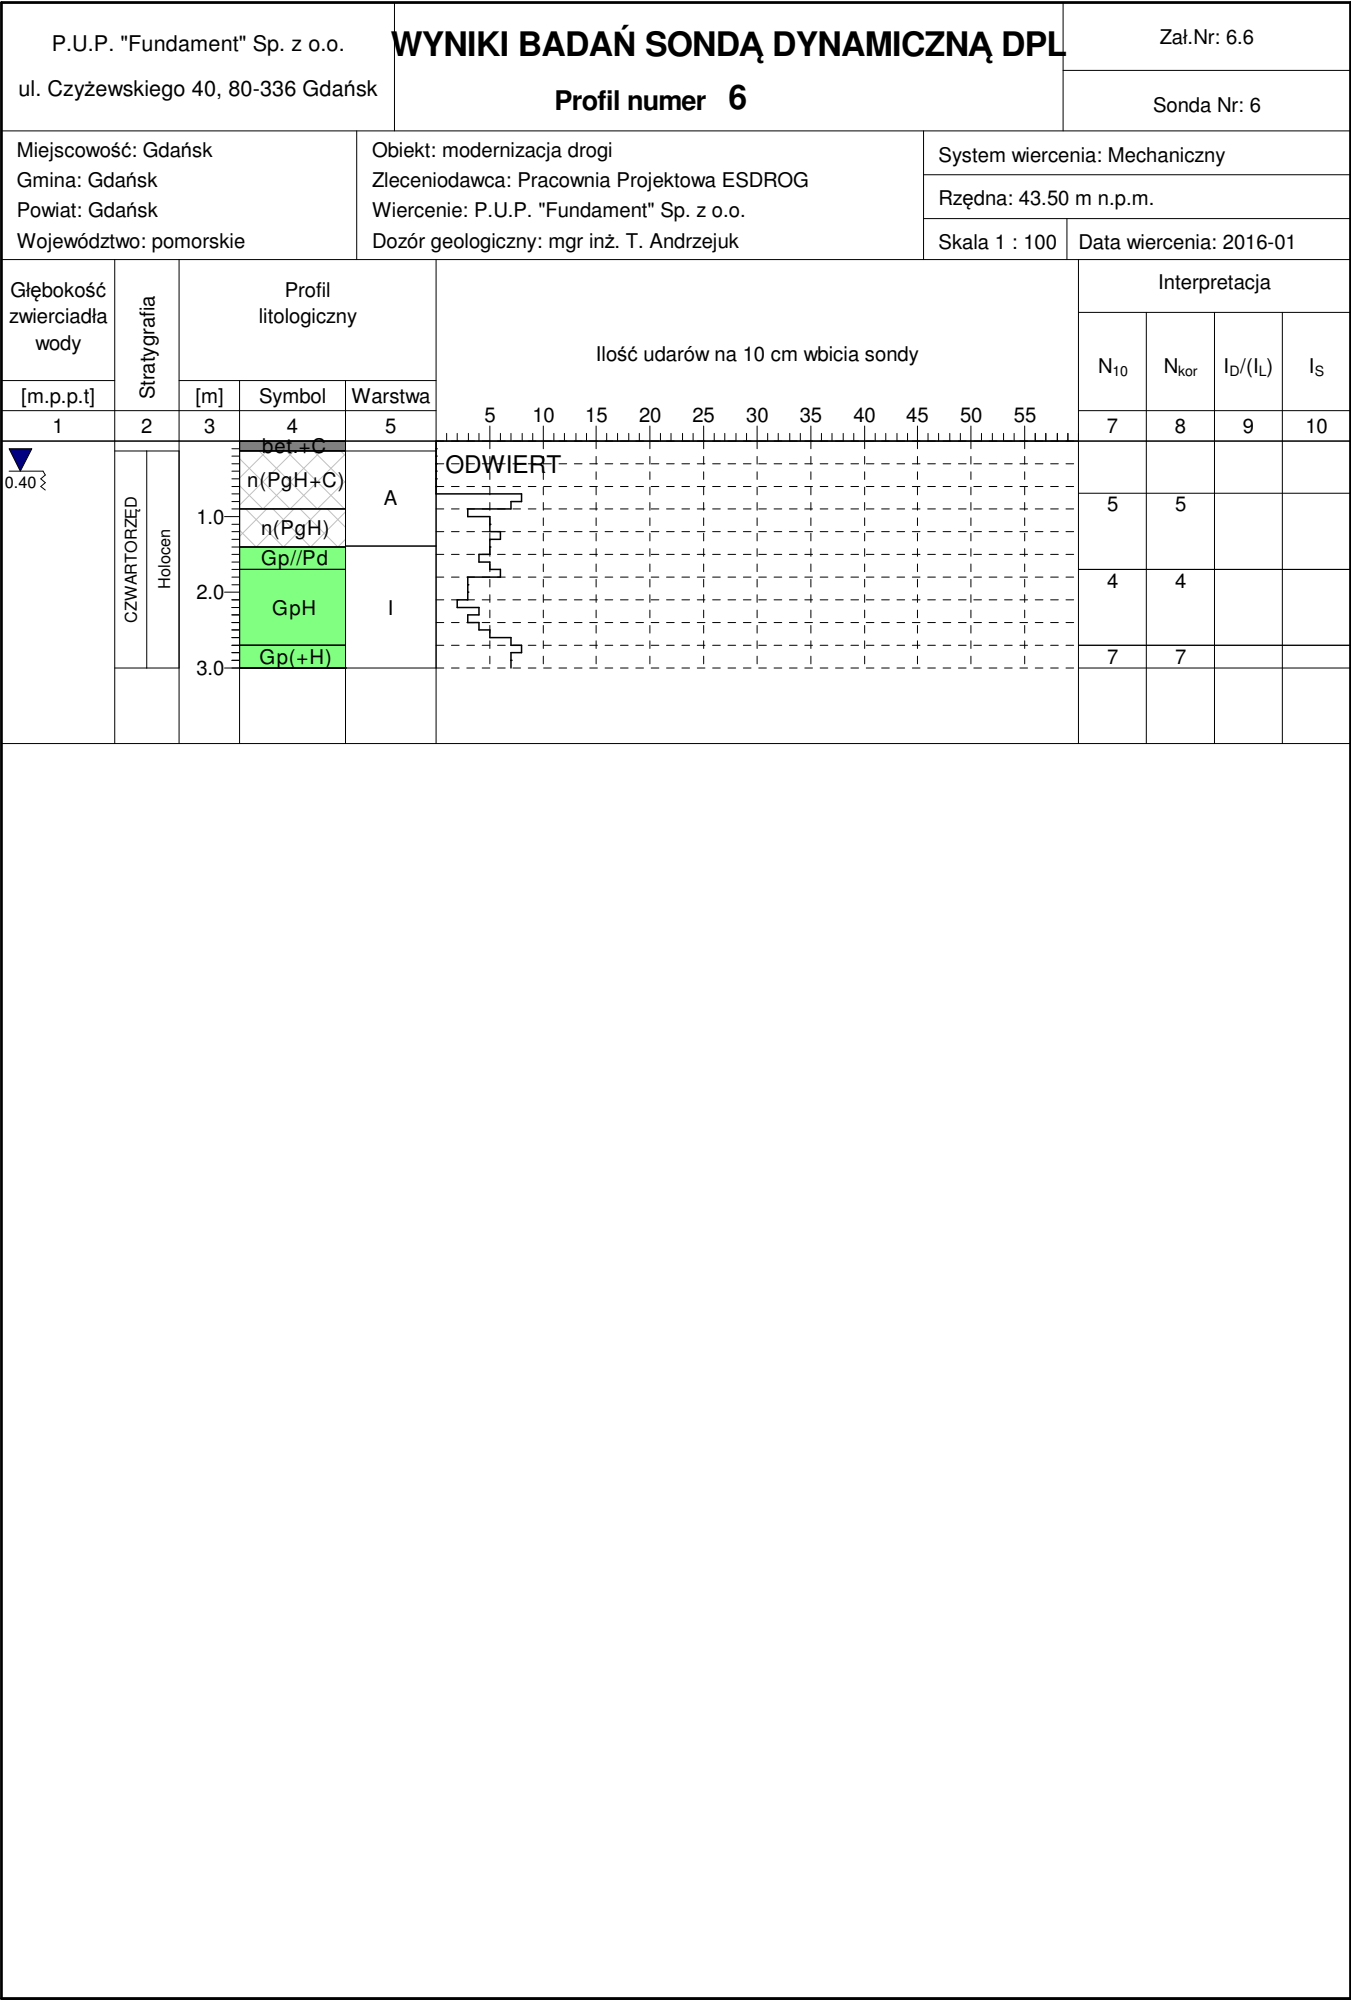 P.U.P. "Fundament" Sp. z o.o.
ul. Czyżewskiego 40, 80-336 Gdańsk
WYNIKI BADAŃ SONDĄ DYNAMICZNĄ DPL
Profil numer 6
Zał.Nr: 6.6
Sonda Nr: 6
Miejscowość: Gdańsk
Gmina: Gdańsk
Powiat: Gdańsk
Województwo: pomorskie
Obiekt: modernizacja drogi
Zleceniodawca: Pracownia Projektowa ESDROG
Wiercenie: P.U.P. "Fundament" Sp. z o.o.
Dozór geologiczny: mgr inż. T. Andrzejuk
System wiercenia: Mechaniczny
Rzędna: 43.50 m n.p.m.
Skala 1 : 100
Data wiercenia: 2016-01
Głębokość
zwierciadła
wody
[m.p.p.t]
Stratygrafia
Profil
litologiczny
[m] Symbol Warstwa
Ilość udarów na 10 cm wbicia sondy
5 10 15 20 25 30 35 40 45 50 55
Interpretacja
N10 Nkor ID/(IL) IS
1 2 3 4 5 7 8 9 10
0.40
CZWARTORZĘD
Holocen
1.0
2.0
3.0
bet.+C
n(PgH+C)
n(PgH)
Gp//Pd
GpH
Gp(+H)
A
I
ODWIERT
5 5
4 4
7 7